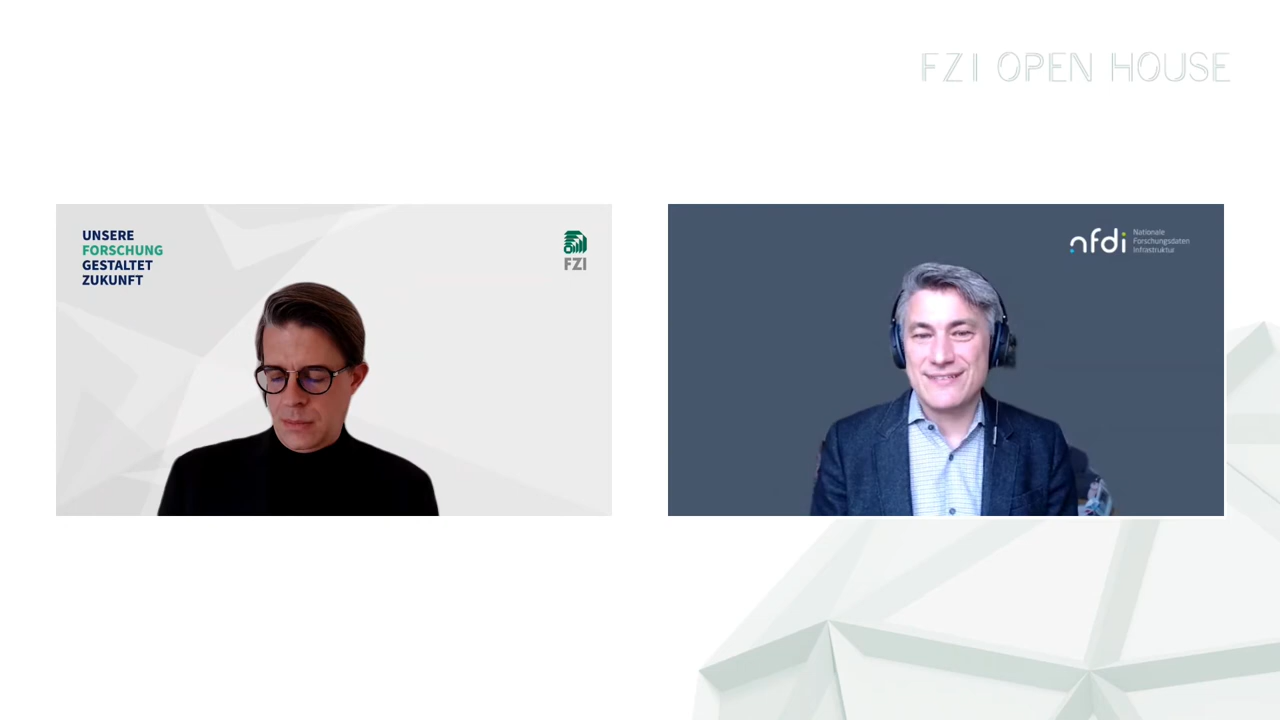 FZI OPEN HOUSE
UNSERE
FORSCHUNG
GESTALTET
ZUKUNFT
FZI
nfdi
Nationale
Forschungsdaten
Infrastruktur